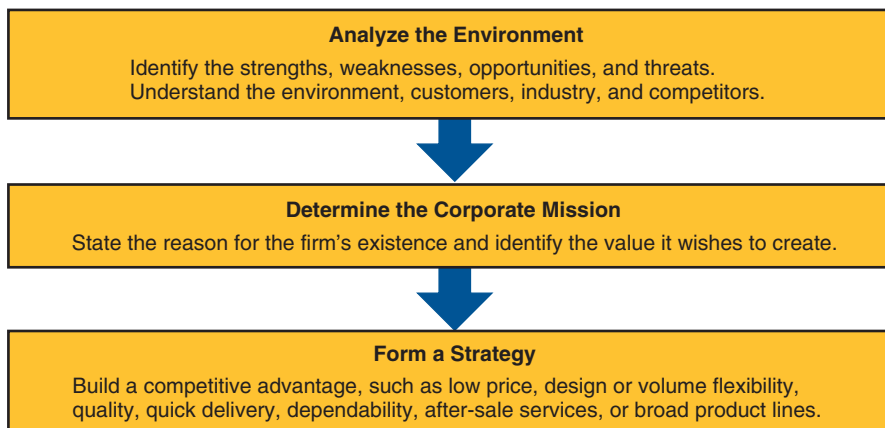 Analyze the Environment
Identify the strengths, weaknesses, opportunities, and threats.
Understand the environment, customers, industry, and competitors.
Determine the Corporate Mission
State the reason for the firm’s existence and identify the value it wishes to create.
Form a Strategy
Build a competitive advantage, such as low price, design or volume flexibility,
quality, quick delivery, dependability, after-sale services, or broad product lines.